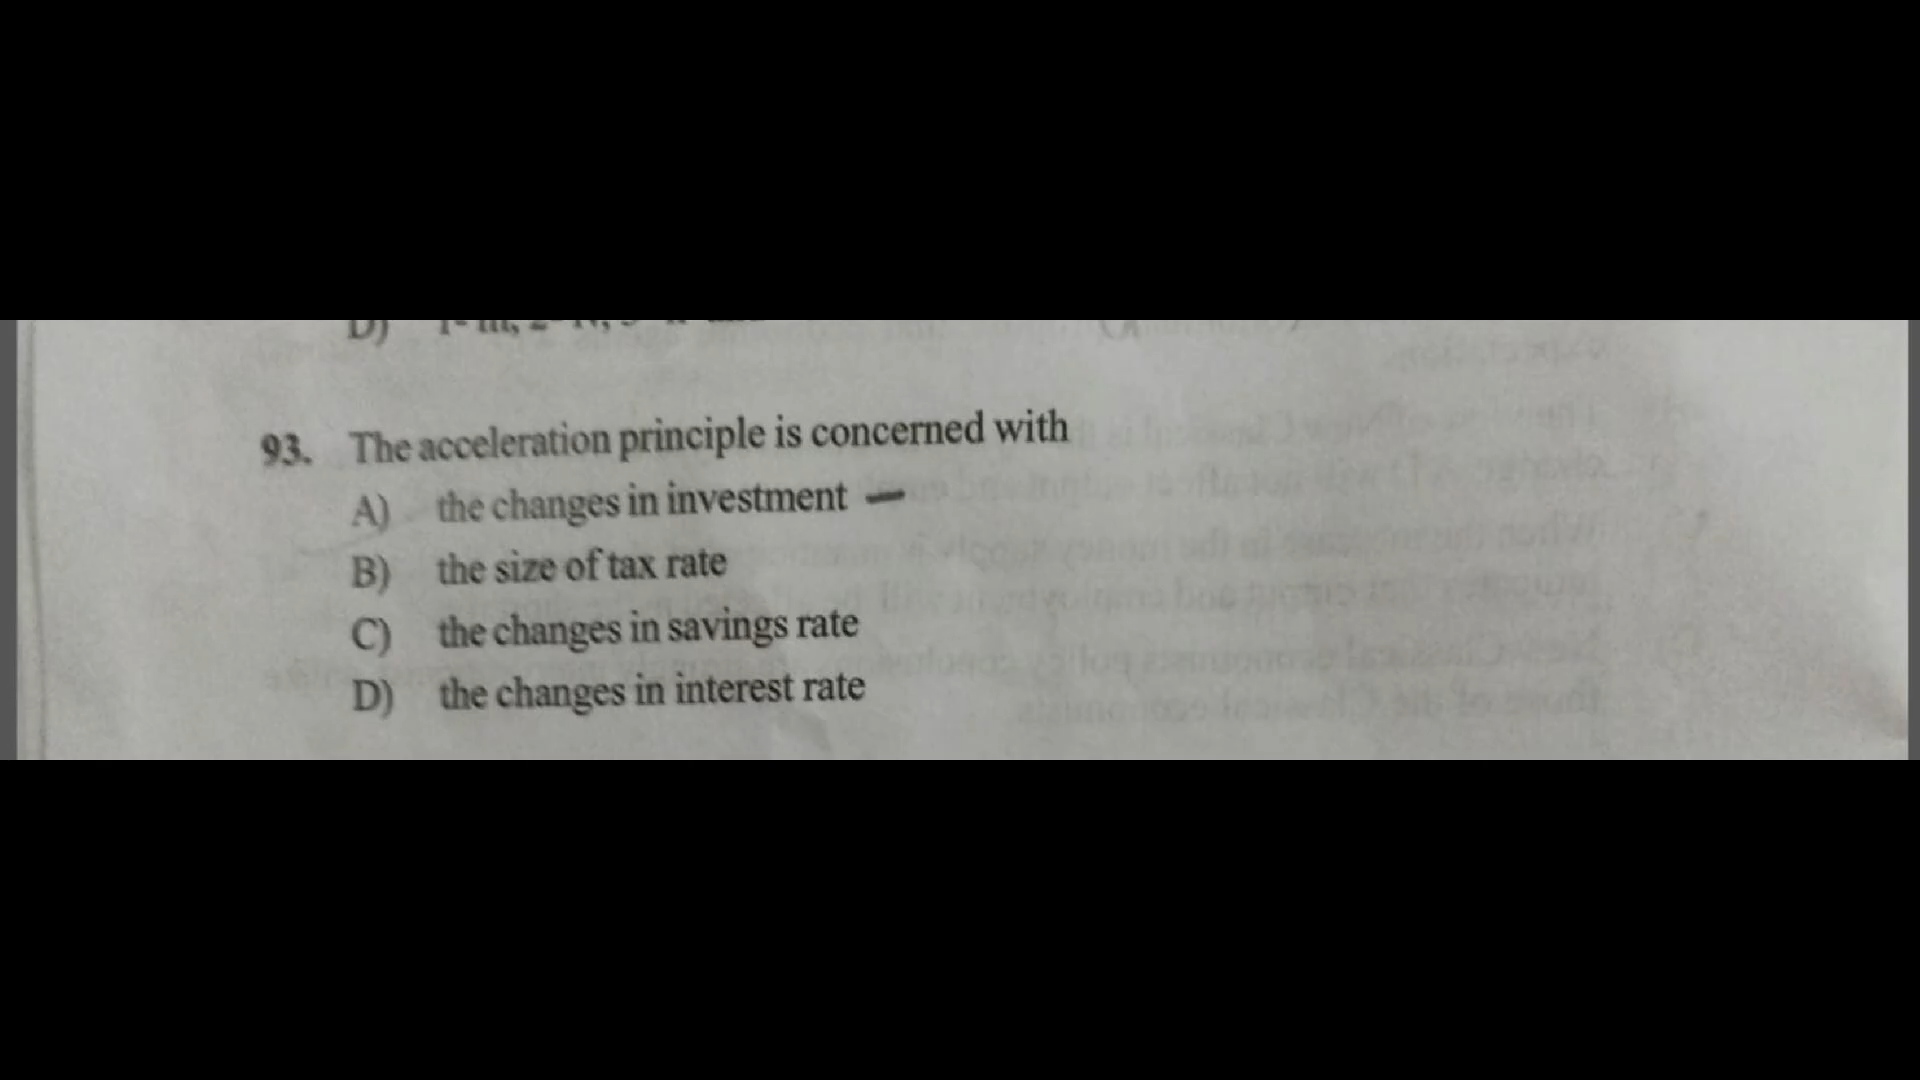 93. The acceleration principle is concerned with
A) the changes in investment
B) the size of tax rate
C) the changes in savings rate
D) the changes in interest rate